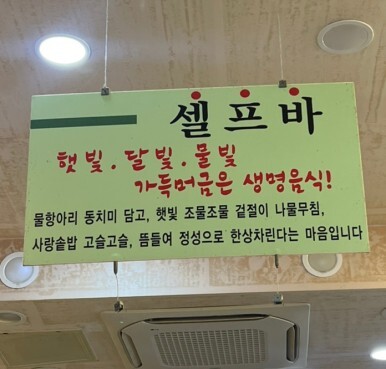 셀프바
햇빛.달빛.물빛
가득머금은 생명음식!
물항아리 동치미 담고, 햇빛 조물조물 겉절이 나물무침,
사랑솥밥 고슬고슬, 뜸들여 정성으로 한상차린다는 마음입니다